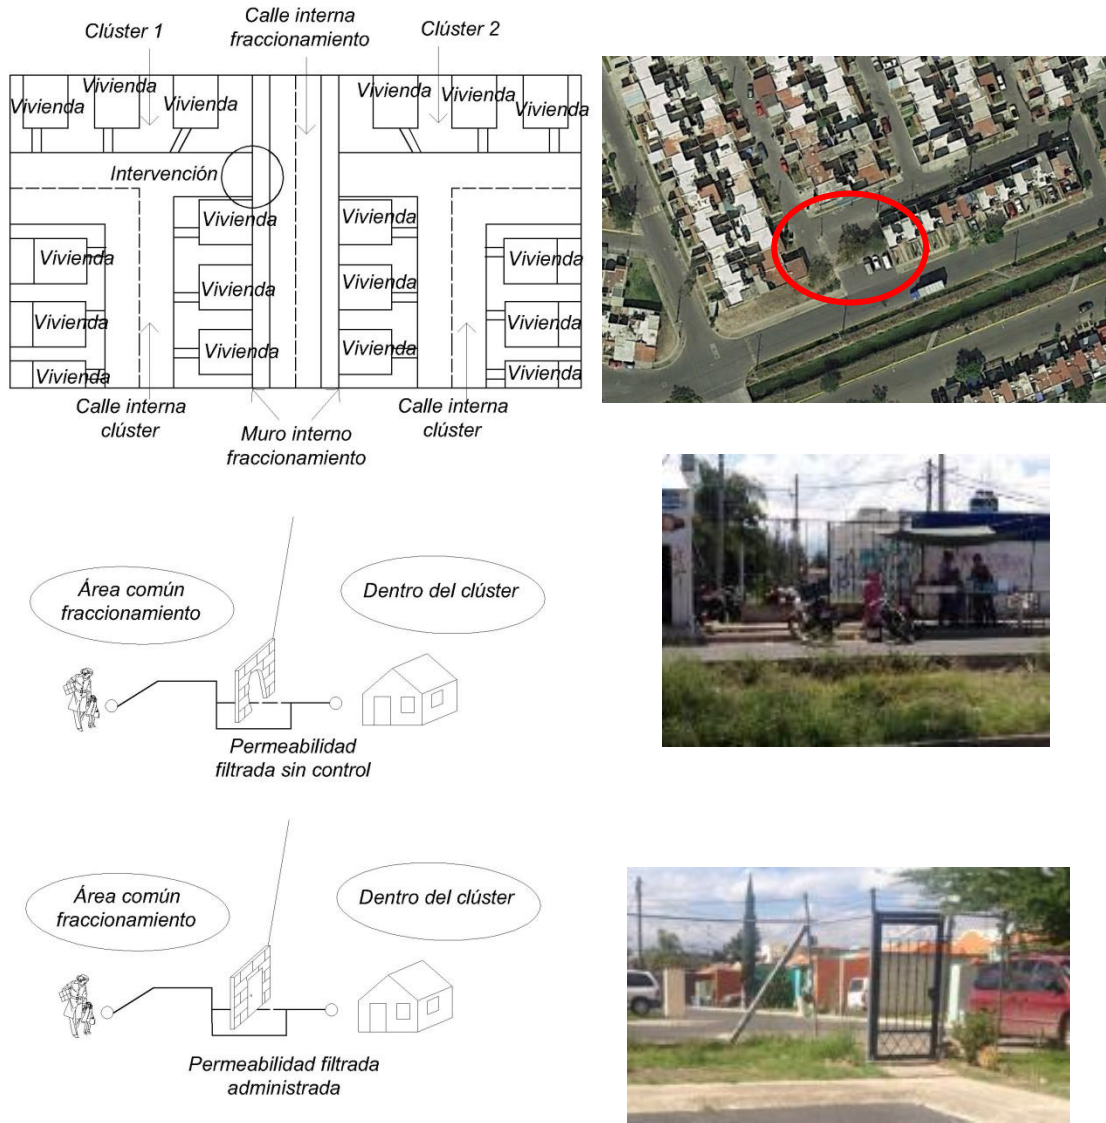 Clúster 1
Calle interna
fraccionamiento
Clúster 2
Vivienda
Vivienda
Vivienda
Vivienda
Vivienda
Vivienda
Intervención
Vivienda
Vivienda
Vivienda
Vivienda
Vivienda
Vivienda
Vivienda
Vivienda
Vivienda
Vivienda
Vivienda
Vivienda
Calle interna
clúster
Muro interno
fraccionamiento
Calle interna
clúster
Área común
fraccionamiento
Dentro del clúster
Permeabilidad
filtrada sin control
Área común
fraccionamiento
Dentro del clúster
Permeabilidad filtrada
administrada